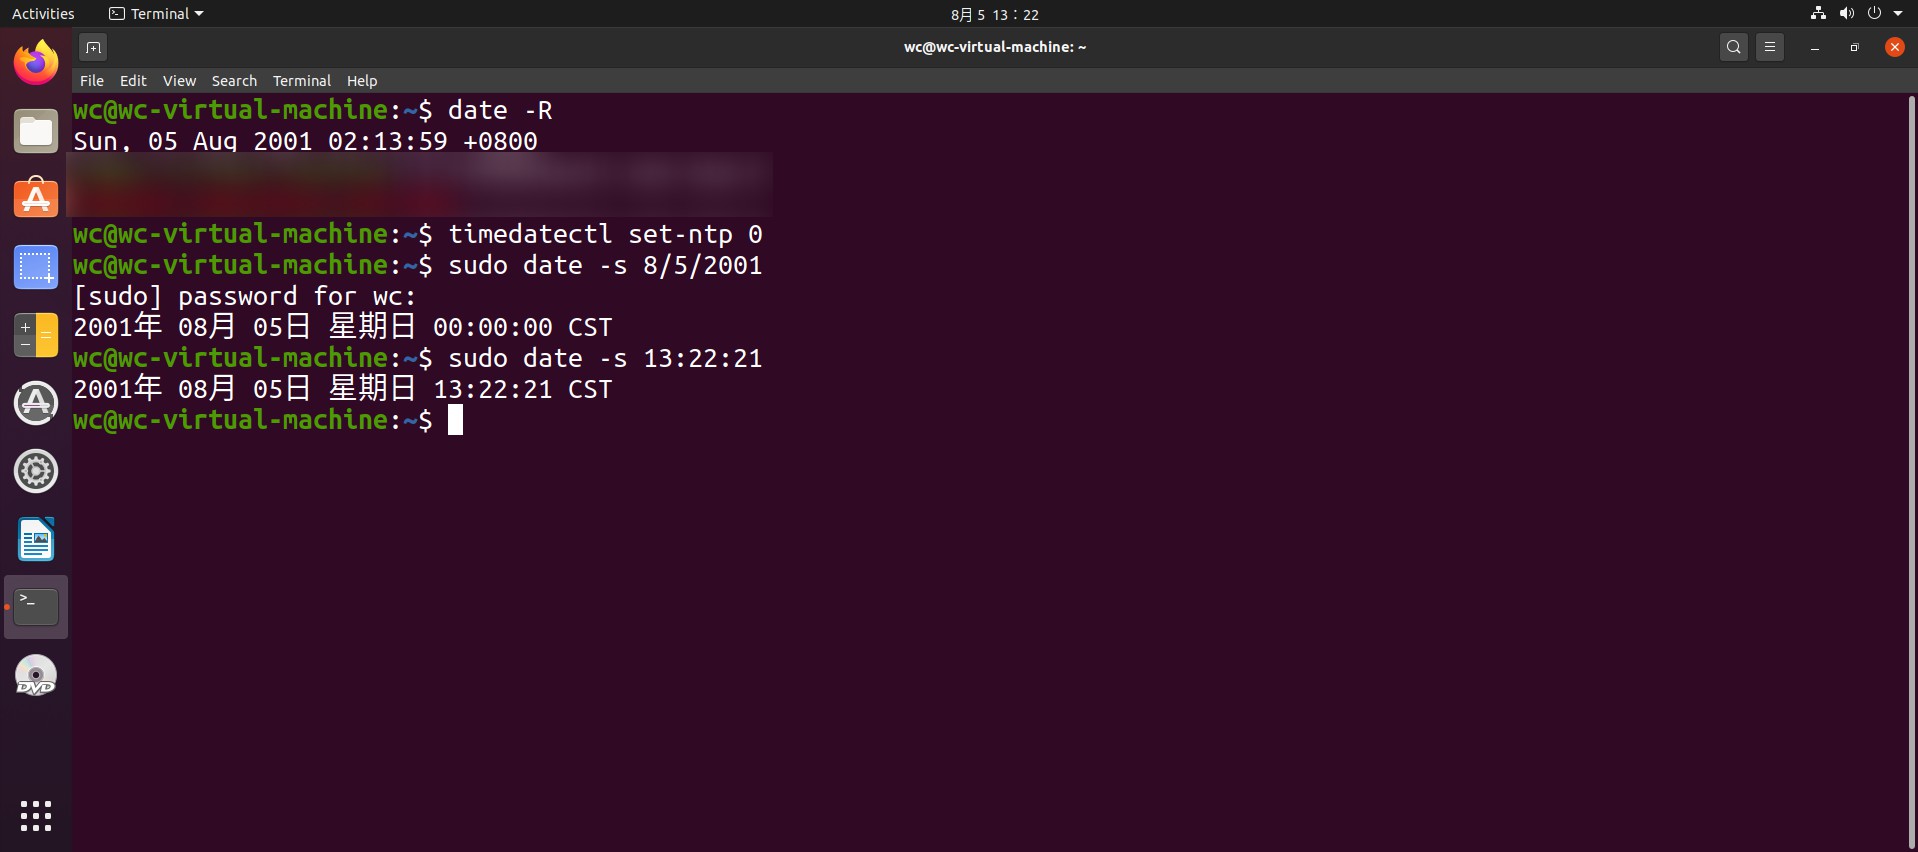 Activities Terminal 8月 5 13：22
wc@wc-virtual-machine: ~
File Edit View Search Terminal Help
wc@wc-virtual-machine:~$ date -R
Sun, 05 Aug 2001 02:13:59 +0800
wc@wc-virtual-machine:~$ timedatectl set-ntp 0
wc@wc-virtual-machine:~$ sudo date -s 8/5/2001
[sudo] password for wc:
2001年 08月 05日 星期日 00:00:00 CST
wc@wc-virtual-machine:~$ sudo date -s 13:22:21
2001年 08月 05日 星期日 13:22:21 CST
wc@wc-virtual-machine:~$
DVD